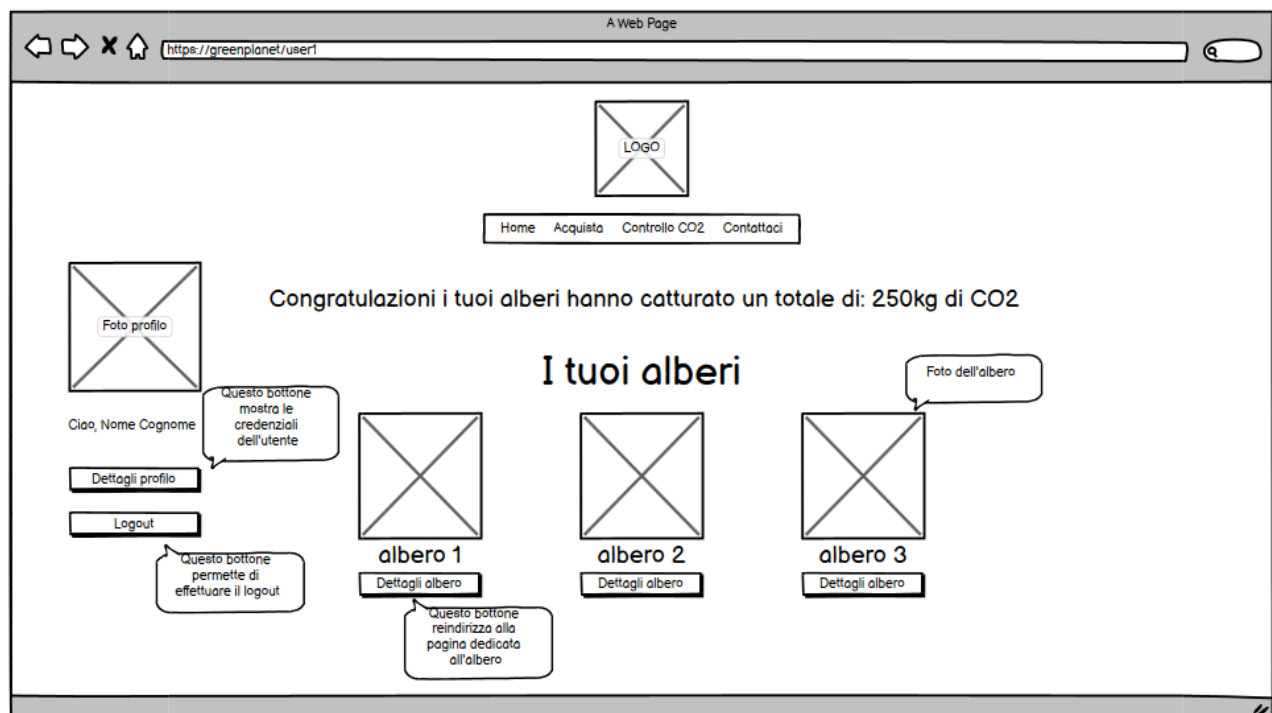 A Web Page
https://greenplanet/user1
LOGO
Home Acquista Controllo CO2 Contattaci
Foto profilo
Congratulazioni i tuoi alberi hanno catturato un totale di: 250kg di CO2
I tuoi alberi
Foto dell'albero
Questo bottone
mostra le
credenziali
dell'utente
Ciao, Nome Cognome
Dettagli profilo
Logout
Questo bottone
permette di
effettuare il logout
albero 1
albero 2
albero 3
Dettagli albero
Dettagli albero
Dettagli albero
Questo bottone
reindirizza alla
pagina dedicata
all'albero